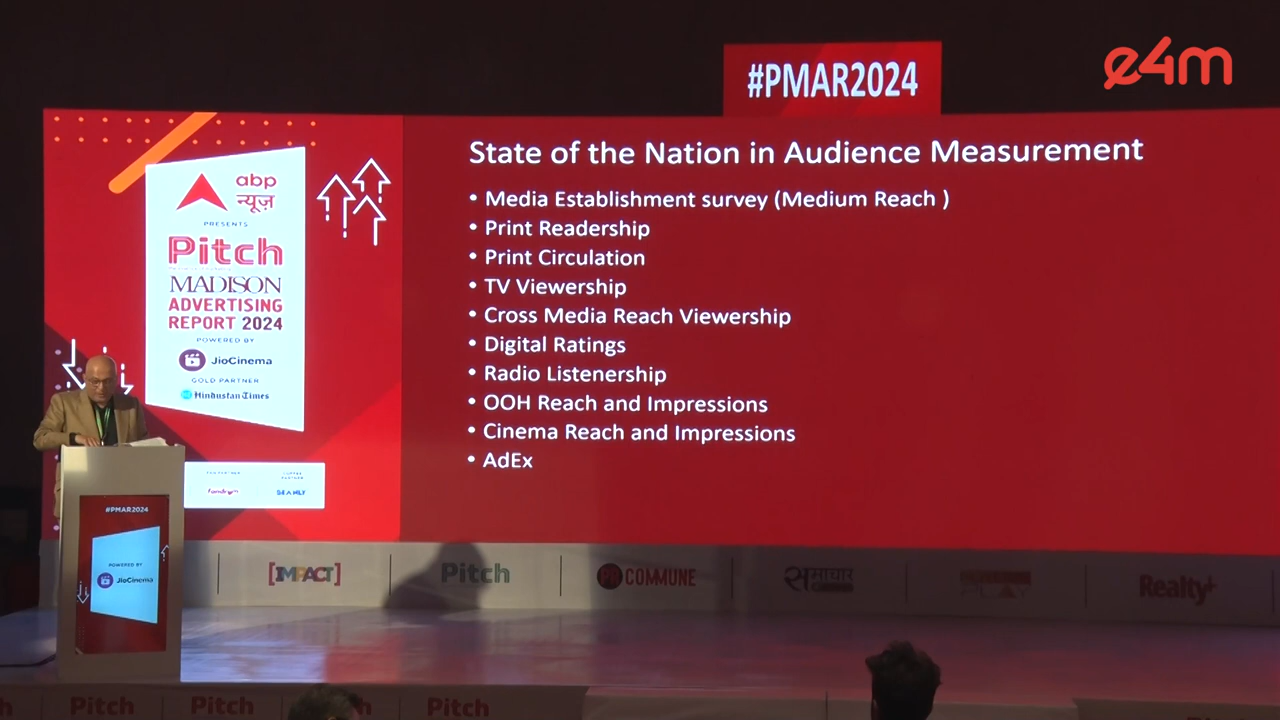 e4m
#PMAR2024
State of the Nation in Audience Measurement
• Media Establishment survey (Medium Reach )
• Print Readership
• Print Circulation
• TV Viewership
• Cross Media Reach Viewership
• Digital Ratings
• Radio Listenership
• OOH Reach and Impressions
• Cinema Reach and Impressions
• AdEx
abp
न्यूज़
PRESENTS
Pitch
MADISON
ADVERTISING
REPORT 2024
POWERED BY
JioCinema
GOLD PARTNER
Hindustan Times
#PMAR2024
POWERED BY
JioCinema
[IMPACT]
Pitch
PR COMMUNE
समाचार
Realty+
Pitch
Pitch
Pitch